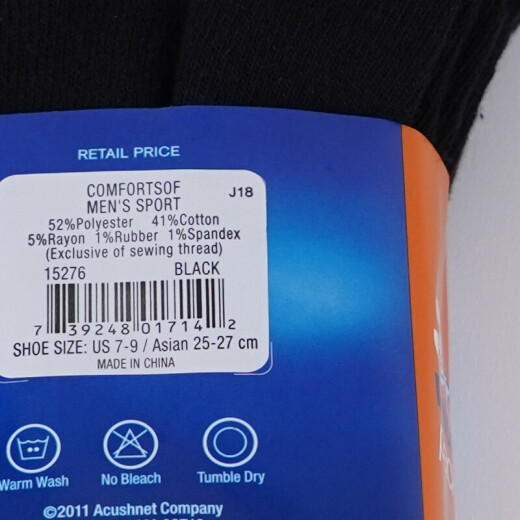 RETAIL PRICE
COMFORTSOF J18
MEN'S SPORT
52%Polyester 41%Cotton
5%Rayon 1%Rubber 1%Spandex
(Exclusive of sewing thread)
15276 BLACK
7 39248 01714 2
SHOE SIZE: US 7-9 / Asian 25-27 cm
MADE IN CHINA
Warm Wash No Bleach Tumble Dry
©2011 Acushnet Company